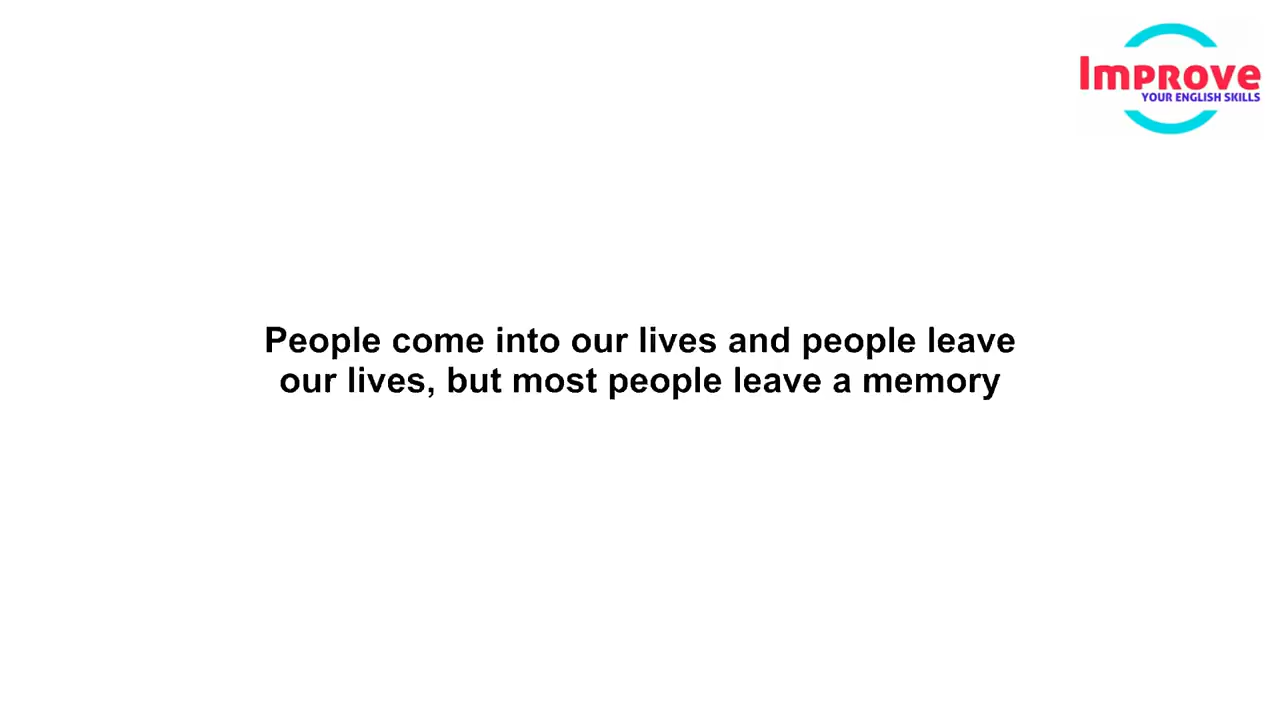 Improve
YOUR ENGLISH SKILLS
People come into our lives and people leave
our lives, but most people leave a memory